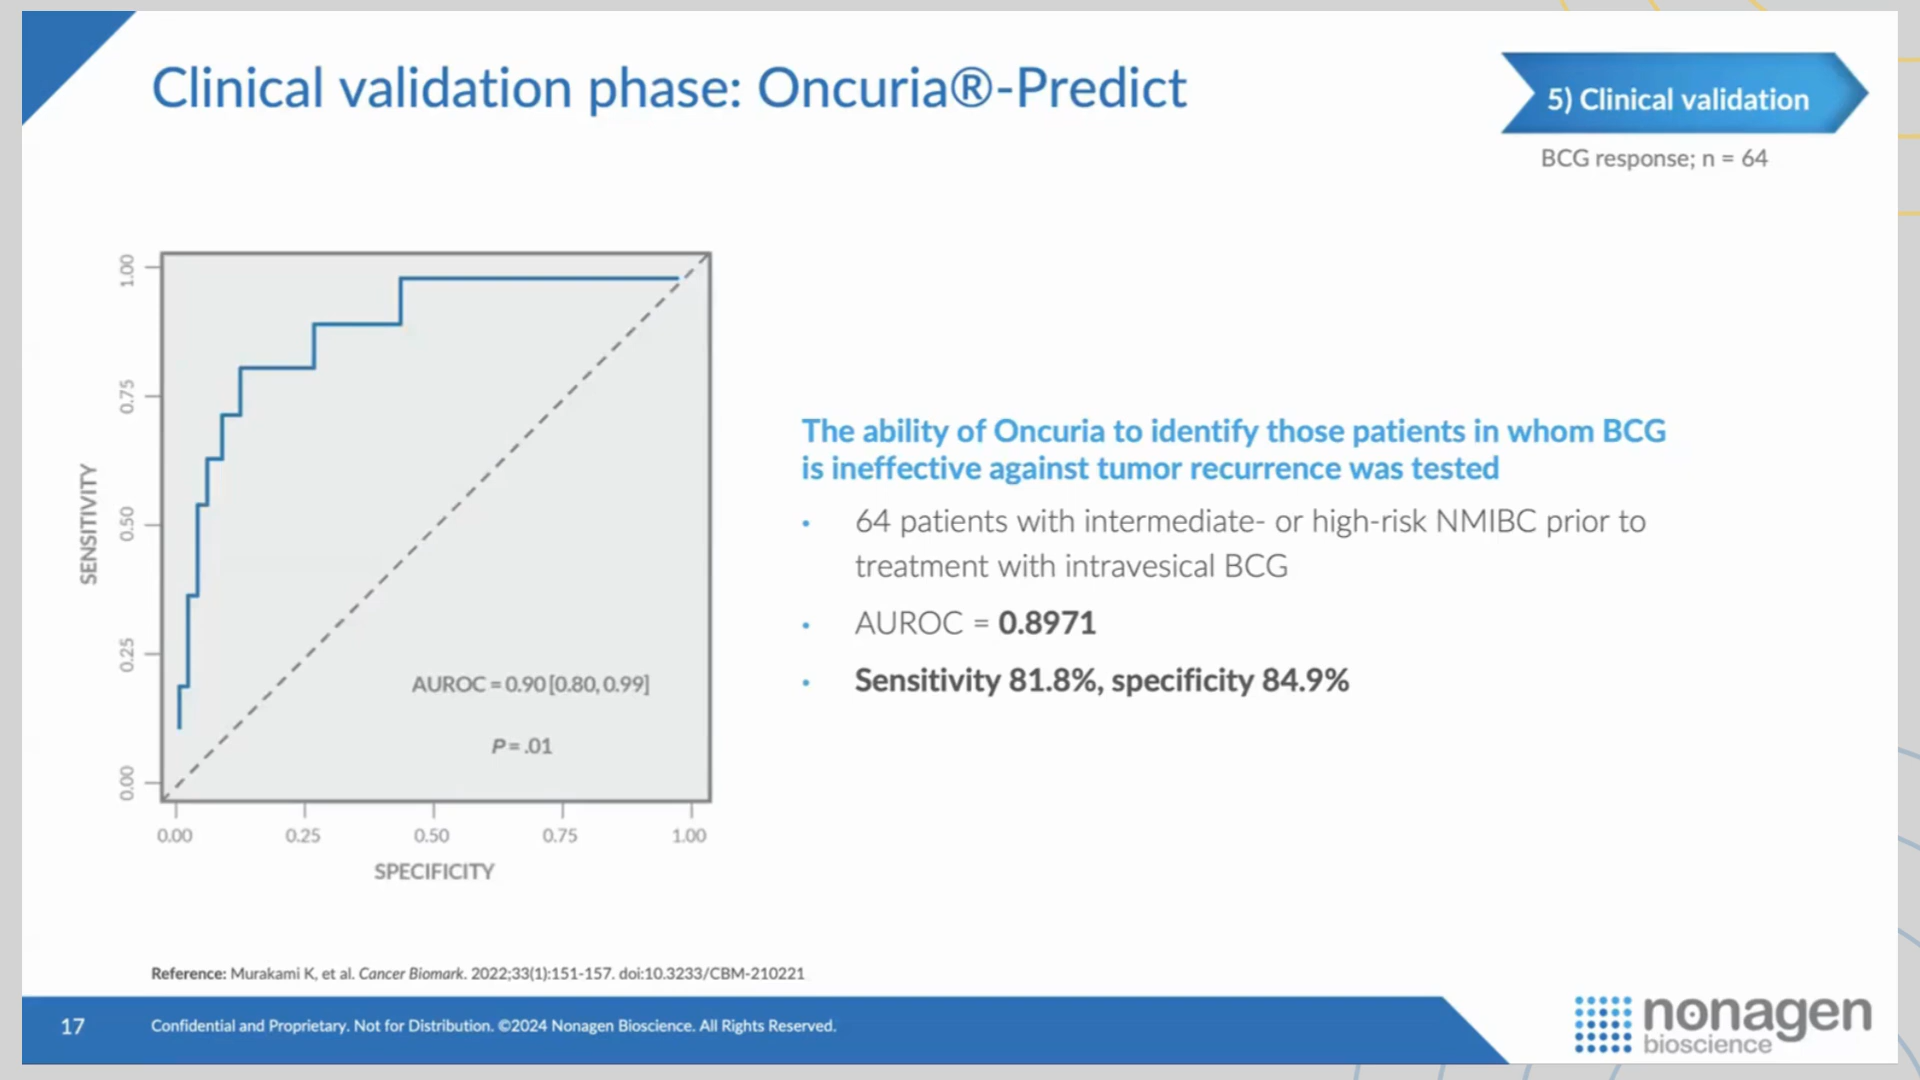 Clinical validation phase: Oncuria®-Predict
5) Clinical validation
BCG response; n = 64
1.00
0.75
0.50
0.25
0.00
SENSITIVITY
AUROC = 0.90 [0.80, 0.99]
P = .01
0.00 0.25 0.50 0.75 1.00
SPECIFICITY
The ability of Oncuria to identify those patients in whom BCG
is ineffective against tumor recurrence was tested
• 64 patients with intermediate- or high-risk NMIBC prior to
treatment with intravesical BCG
• AUROC = 0.8971
• Sensitivity 81.8%, specificity 84.9%
Reference: Murakami K, et al. Cancer Biomark. 2022;33(1):151-157. doi:10.3233/CBM-210221
17
Confidential and Proprietary. Not for Distribution. ©2024 Nonagen Bioscience. All Rights Reserved.
nonagen
bioscience